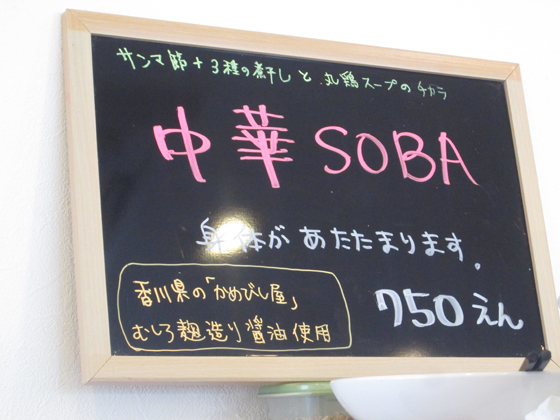 サンマ節+3種の煮干しと丸鶏スープのチカラ
中華SOBA
身体があたたまります。
香川県の「かめびし屋」
むしろ麹造り醤油使用
750えん